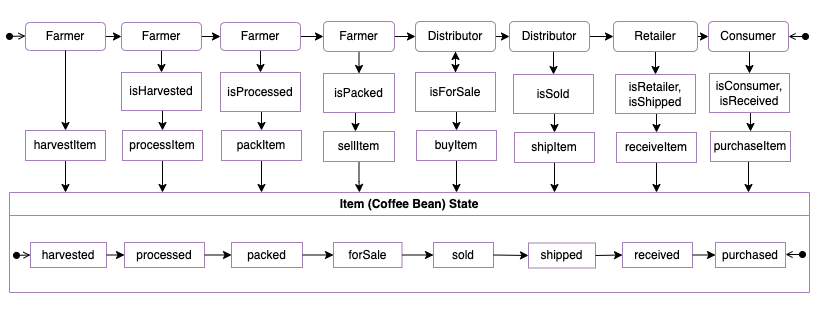 Farmer
Farmer
Farmer
Farmer
Distributor
Distributor
Retailer
Consumer
isHarvested
isProcessed
isPacked
isForSale
isSold
isRetailer,
isShipped
isConsumer,
isReceived
harvestItem
processItem
packItem
sellItem
buyItem
shipItem
receiveItem
purchaseItem
Item (Coffee Bean) State
harvested
processed
packed
forSale
sold
shipped
received
purchased